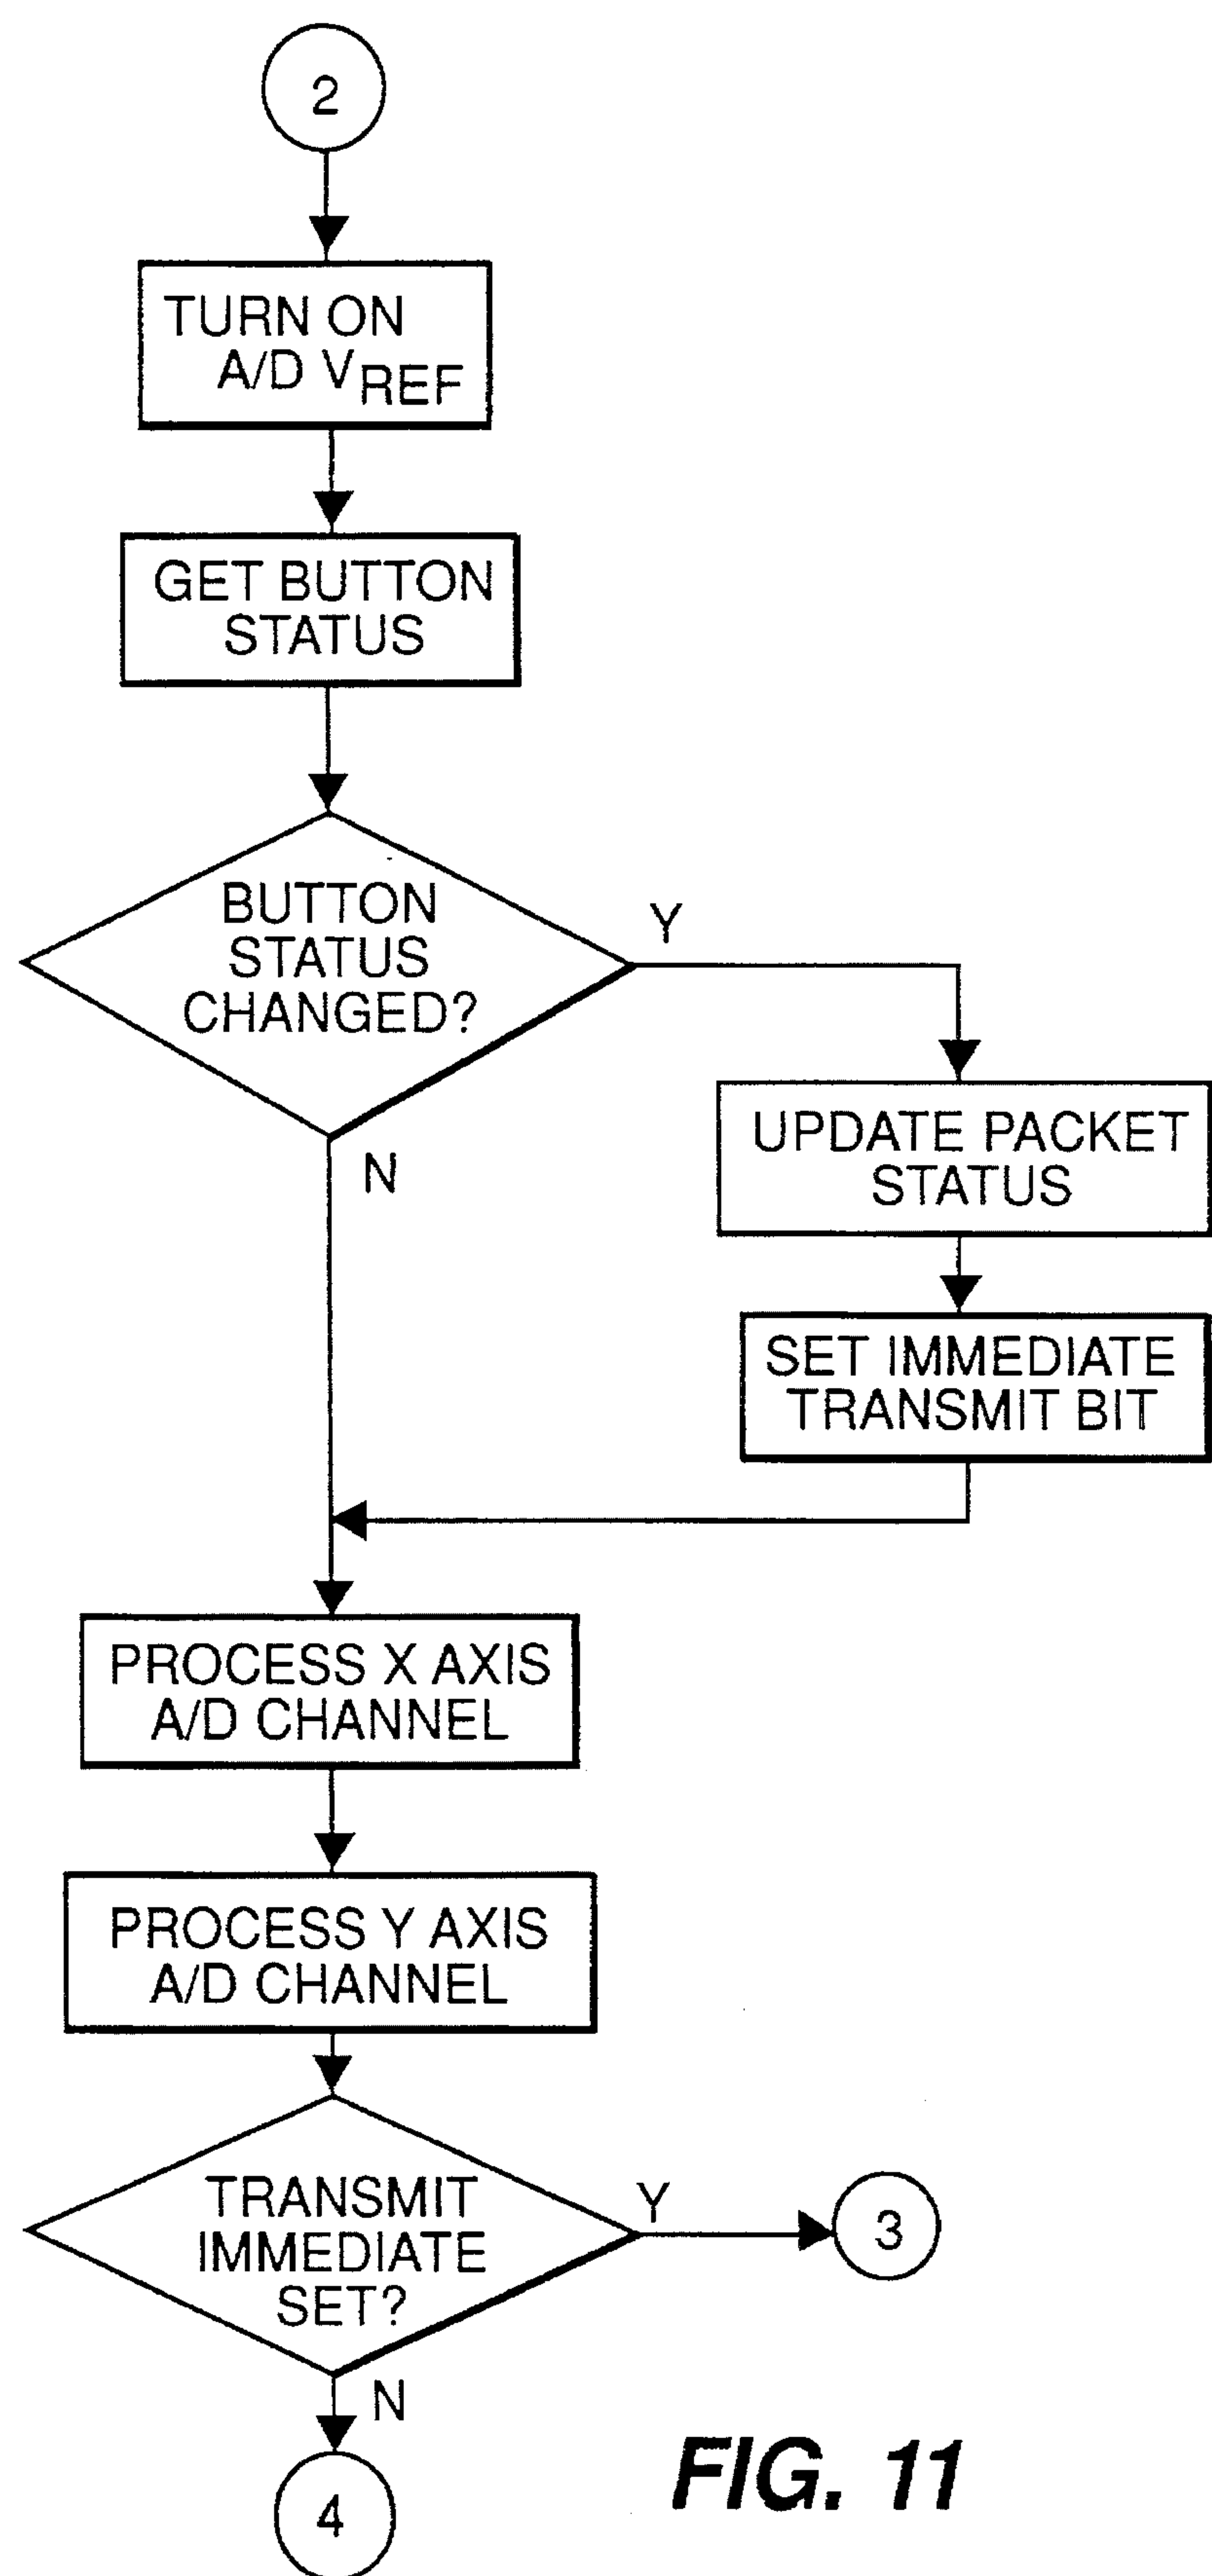 2
TURN ON
A/D VREF
GET BUTTON
STATUS
BUTTON
STATUS
CHANGED?
Y
N
UPDATE PACKET
STATUS
SET IMMEDIATE
TRANSMIT BIT
PROCESS X AXIS
A/D CHANNEL
PROCESS Y AXIS
A/D CHANNEL
TRANSMIT
IMMEDIATE
SET?
Y
3
N
4
FIG. 11